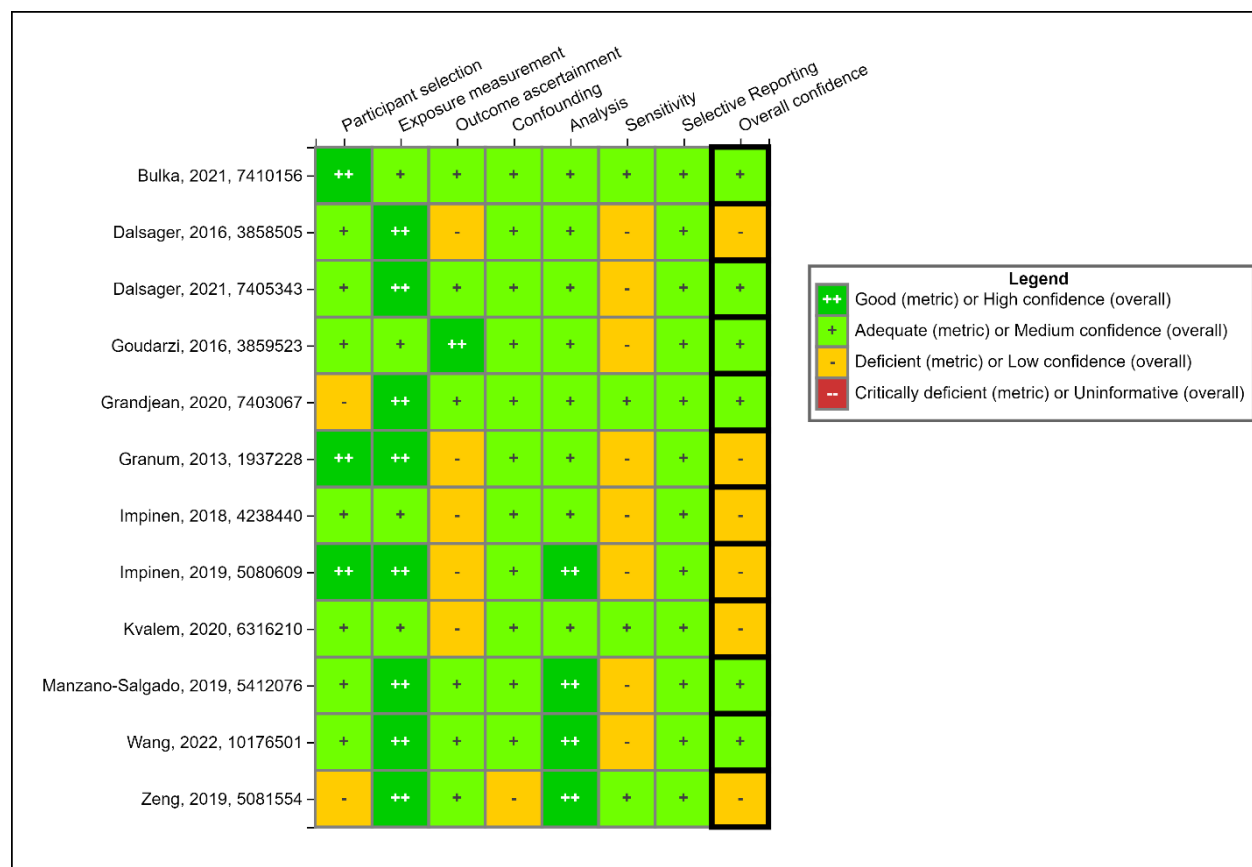 Participant selection
Exposure measurement
Outcome ascertainment
Confounding
Analysis
Sensitivity
Selective Reporting
Overall confidence
Bulka, 2021, 7410156 ++ + + + + + + +
Dalsager, 2016, 3858505 + ++ - + + - + -
Dalsager, 2021, 7405343 + ++ + + + - + +
Goudarzi, 2016, 3859523 + + ++ + + - + +
Grandjean, 2020, 7403067 - ++ + + + + + +
Granum, 2013, 1937228 ++ ++ - + + - + -
Impinen, 2018, 4238440 + + - + + - + -
Impinen, 2019, 5080609 ++ ++ - + ++ - + -
Kvalem, 2020, 6316210 + + - + + + + -
Manzano-Salgado, 2019, 5412076 + ++ + + ++ - + +
Wang, 2022, 10176501 + ++ + + ++ - + +
Zeng, 2019, 5081554 - ++ + - ++ + + -
Legend
++ Good (metric) or High confidence (overall)
+ Adequate (metric) or Medium confidence (overall)
- Deficient (metric) or Low confidence (overall)
-- Critically deficient (metric) or Uninformative (overall)